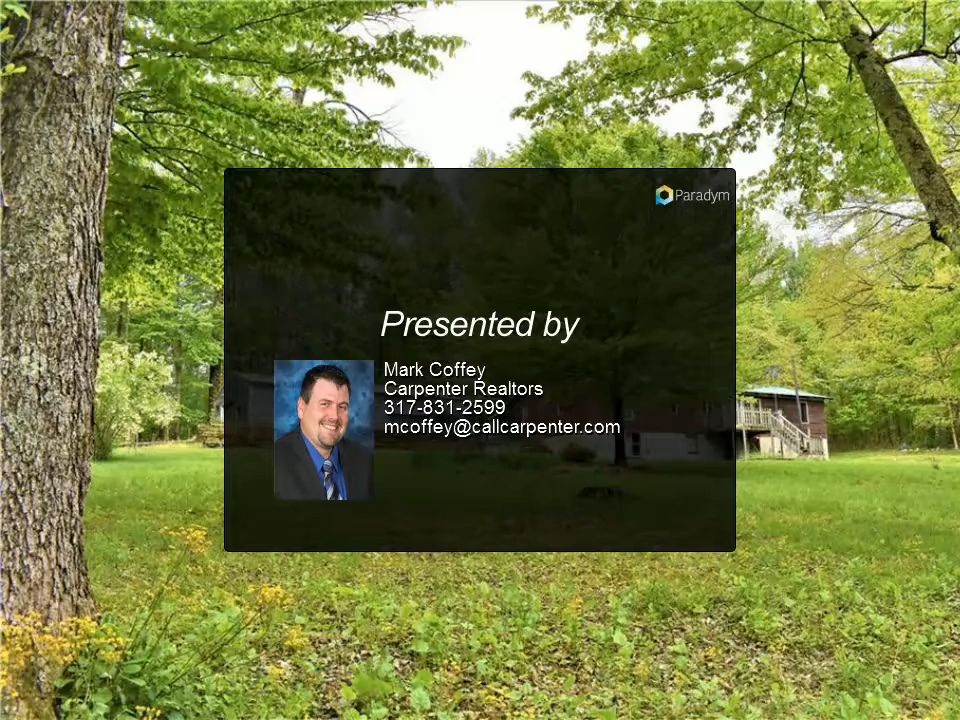 Paradym
Presented by
Mark Coffey
Carpenter Realtors
317-831-2599
mcoffey@callcarpenter.com